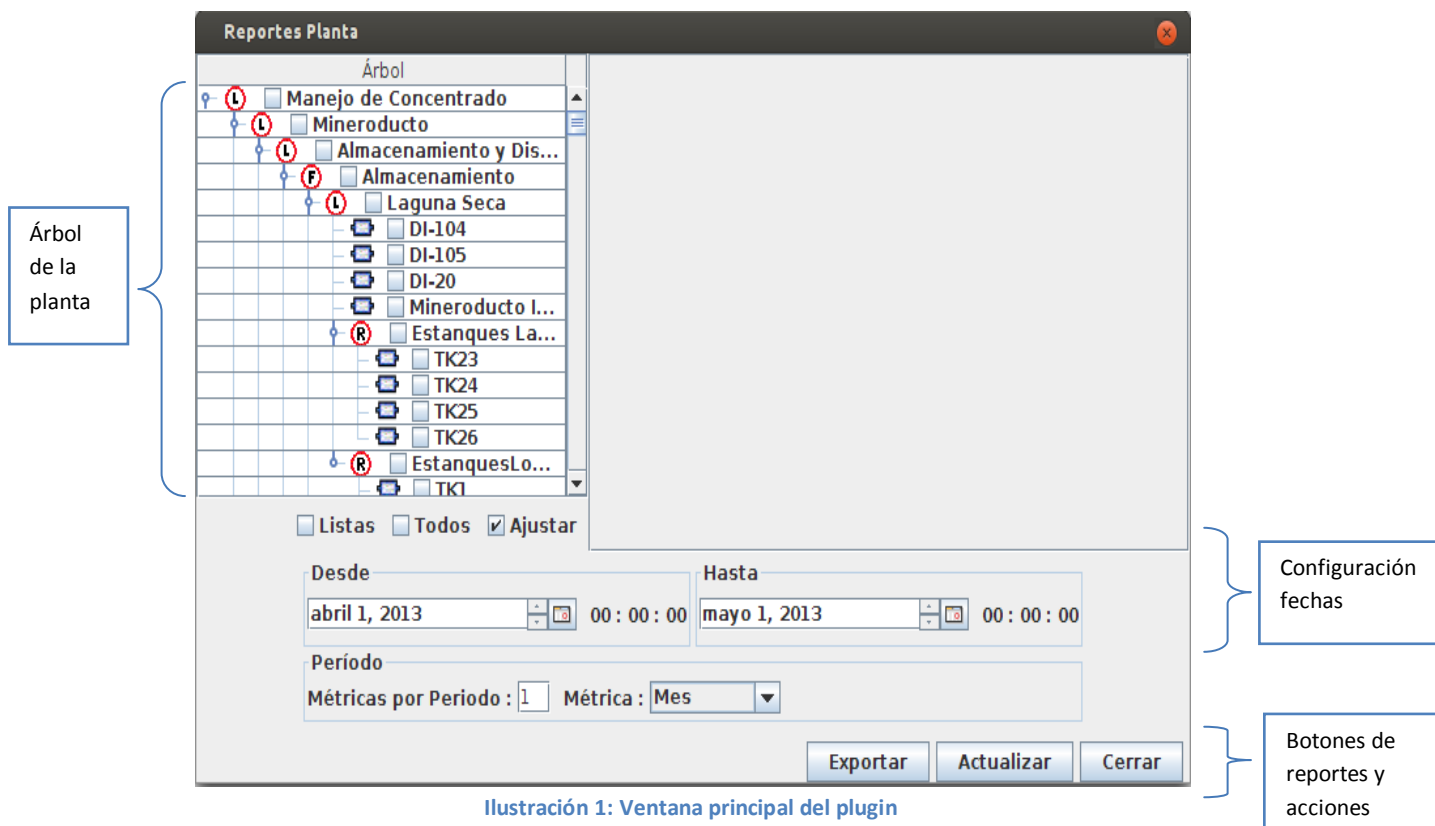 Reportes Planta
Árbol
L Manejo de Concentrado
L Mineroducto
L Almacenamiento y Dis...
F Almacenamiento
L Laguna Seca
DI-104
DI-105
DI-20
Mineroducto I...
R Estanques La...
TK23
TK24
TK25
TK26
R EstanquesLo...
TK1
Listas Todos Ajustar
Desde
abril 1, 2013 00 : 00 : 00
Hasta
mayo 1, 2013 00 : 00 : 00
Período
Métricas por Periodo : 1 Métrica : Mes
Exportar Actualizar Cerrar
Árbol
de la
planta
Configuración
fechas
Botones de
reportes y
acciones
Ilustración 1: Ventana principal del plugin